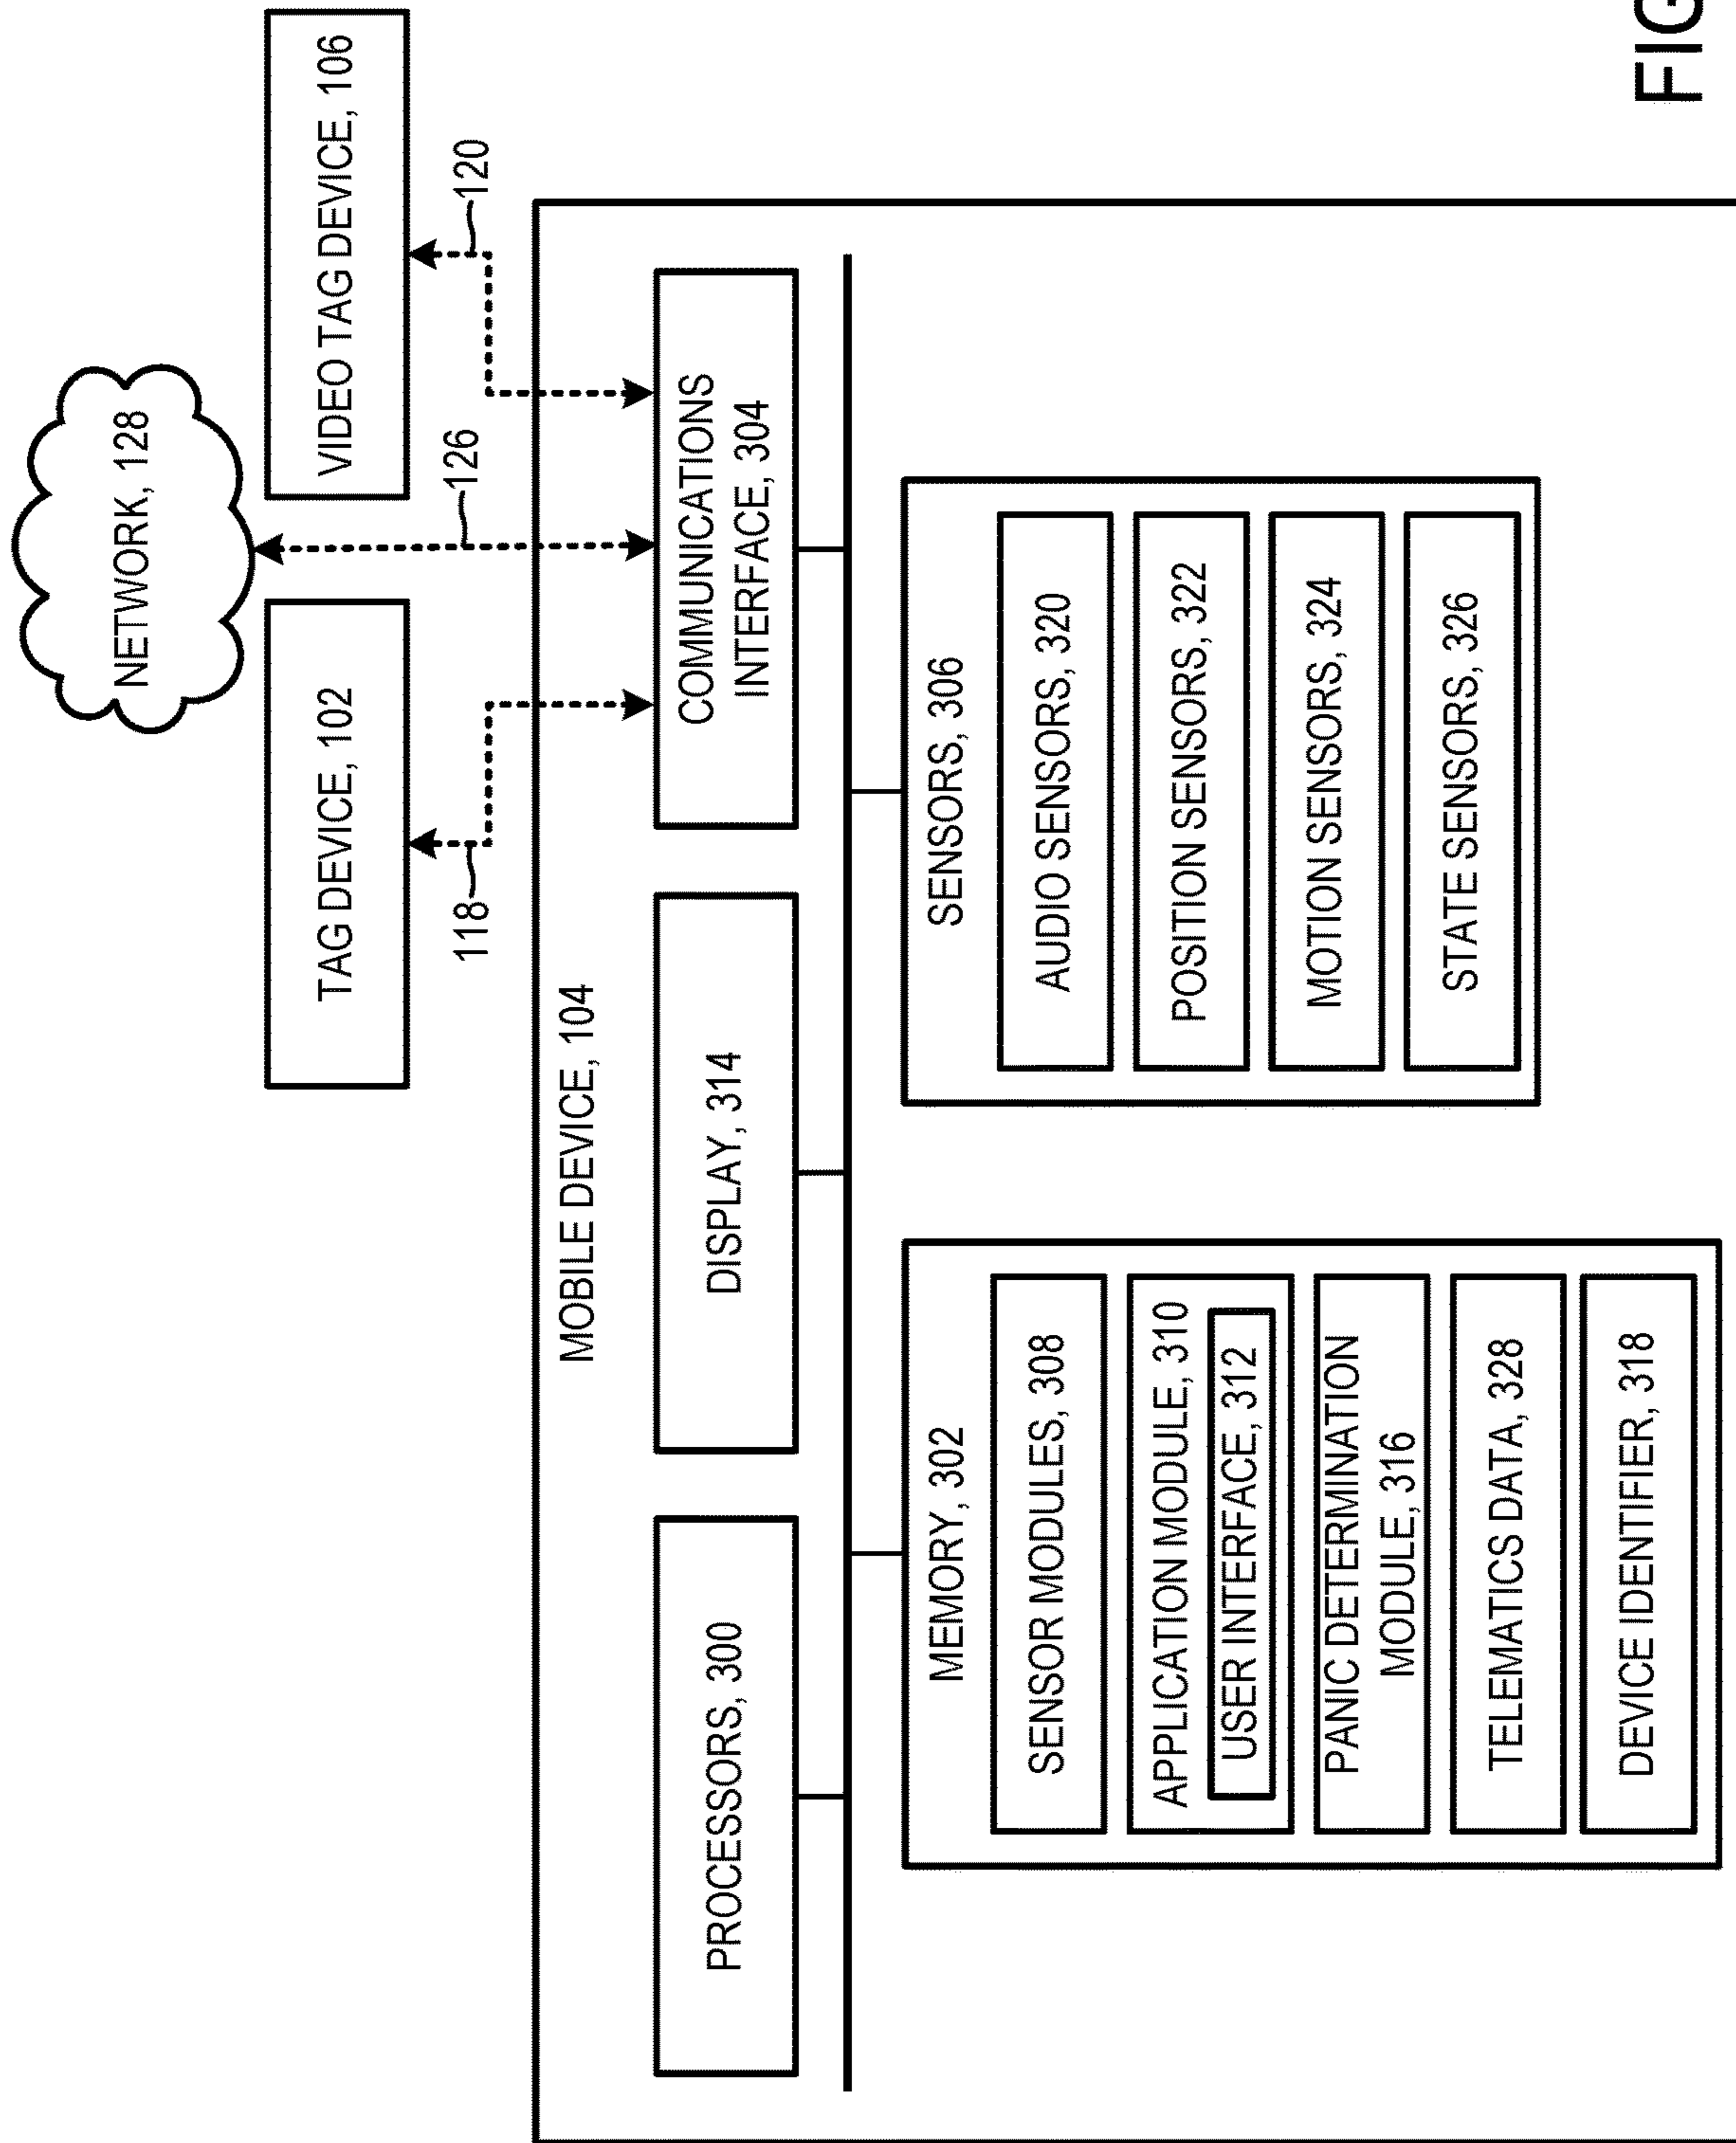 NETWORK, 128
TAG DEVICE, 102
VIDEO TAG DEVICE, 106
118
126
120
MOBILE DEVICE, 104
PROCESSORS, 300
DISPLAY, 314
COMMUNICATIONS
INTERFACE, 304
MEMORY, 302
SENSOR MODULES, 308
APPLICATION MODULE, 310
USER INTERFACE, 312
PANIC DETERMINATION
MODULE, 316
TELEMATICS DATA, 328
DEVICE IDENTIFIER, 318
SENSORS, 306
AUDIO SENSORS, 320
POSITION SENSORS, 322
MOTION SENSORS, 324
STATE SENSORS, 326
FIG